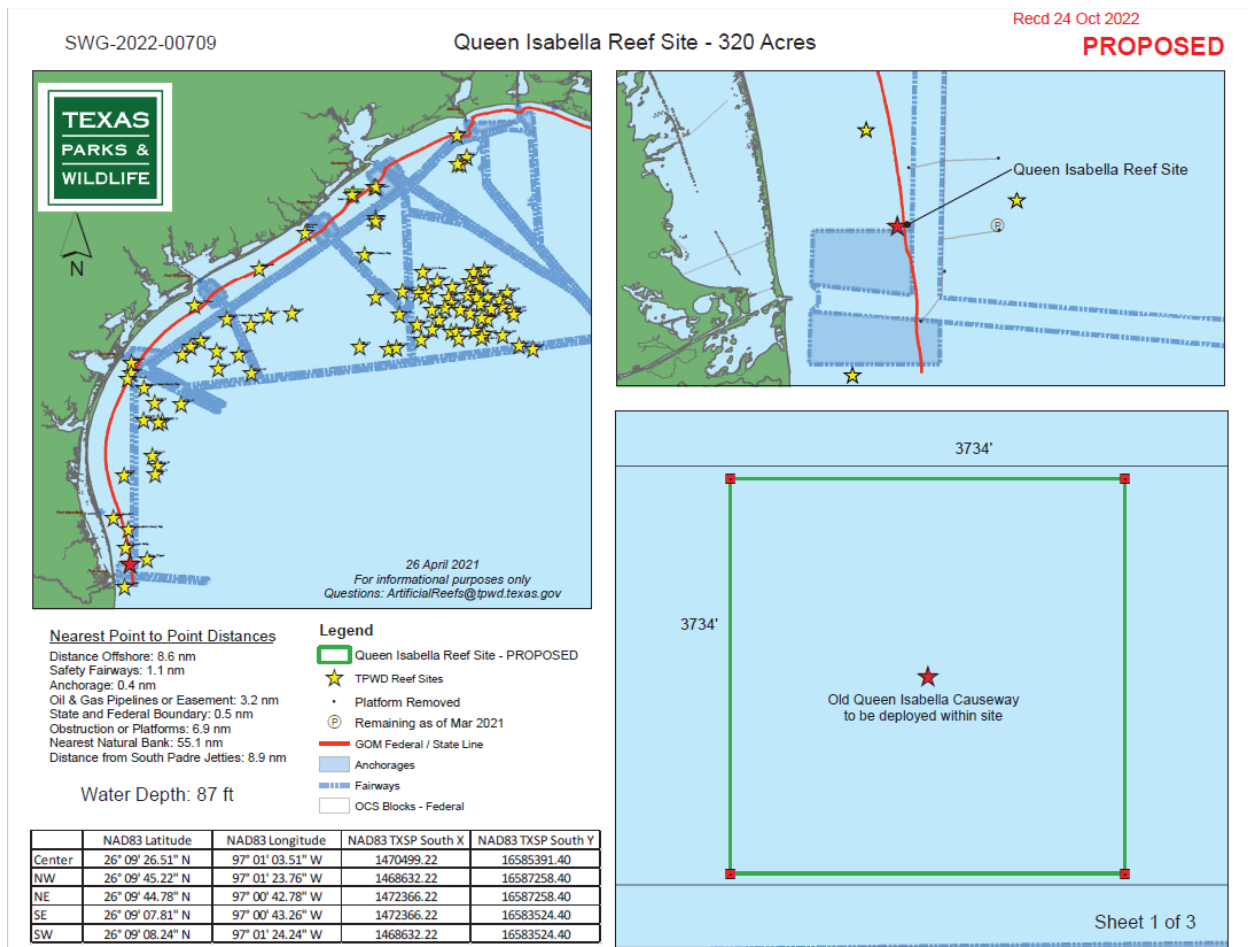 Recd 24 Oct 2022
SWG-2022-00709
Queen Isabella Reef Site - 320 Acres
PROPOSED
TEXAS
PARKS &
WILDLIFE
N
26 April 2021
For informational purposes only
Questions: ArtificialReefs@tpwd.texas.gov
Queen Isabella Reef Site
P
3734'
3734'
Old Queen Isabella Causeway
to be deployed within site
Sheet 1 of 3
Nearest Point to Point Distances
Distance Offshore: 8.6 nm
Safety Fairways: 1.1 nm
Anchorage: 0.4 nm
Oil & Gas Pipelines or Easement: 3.2 nm
State and Federal Boundary: 0.5 nm
Obstruction or Platforms: 6.9 nm
Nearest Natural Bank: 55.1 nm
Distance from South Padre Jetties: 8.9 nm
Water Depth: 87 ft
Legend
Queen Isabella Reef Site - PROPOSED
TPWD Reef Sites
Platform Removed
P Remaining as of Mar 2021
GOM Federal / State Line
Anchorages
Fairways
OCS Blocks - Federal
NAD83 Latitude NAD83 Longitude NAD83 TXSP South X NAD83 TXSP South Y
Center 26° 09' 26.51" N 97° 01' 03.51" W 1470499.22 16585391.40
NW 26° 09' 45.22" N 97° 01' 23.76" W 1468632.22 16587258.40
NE 26° 09' 44.78" N 97° 00' 42.78" W 1472366.22 16587258.40
SE 26° 09' 07.81" N 97° 00' 43.26" W 1472366.22 16583524.40
SW 26° 09' 08.24" N 97° 01' 24.24" W 1468632.22 16583524.40